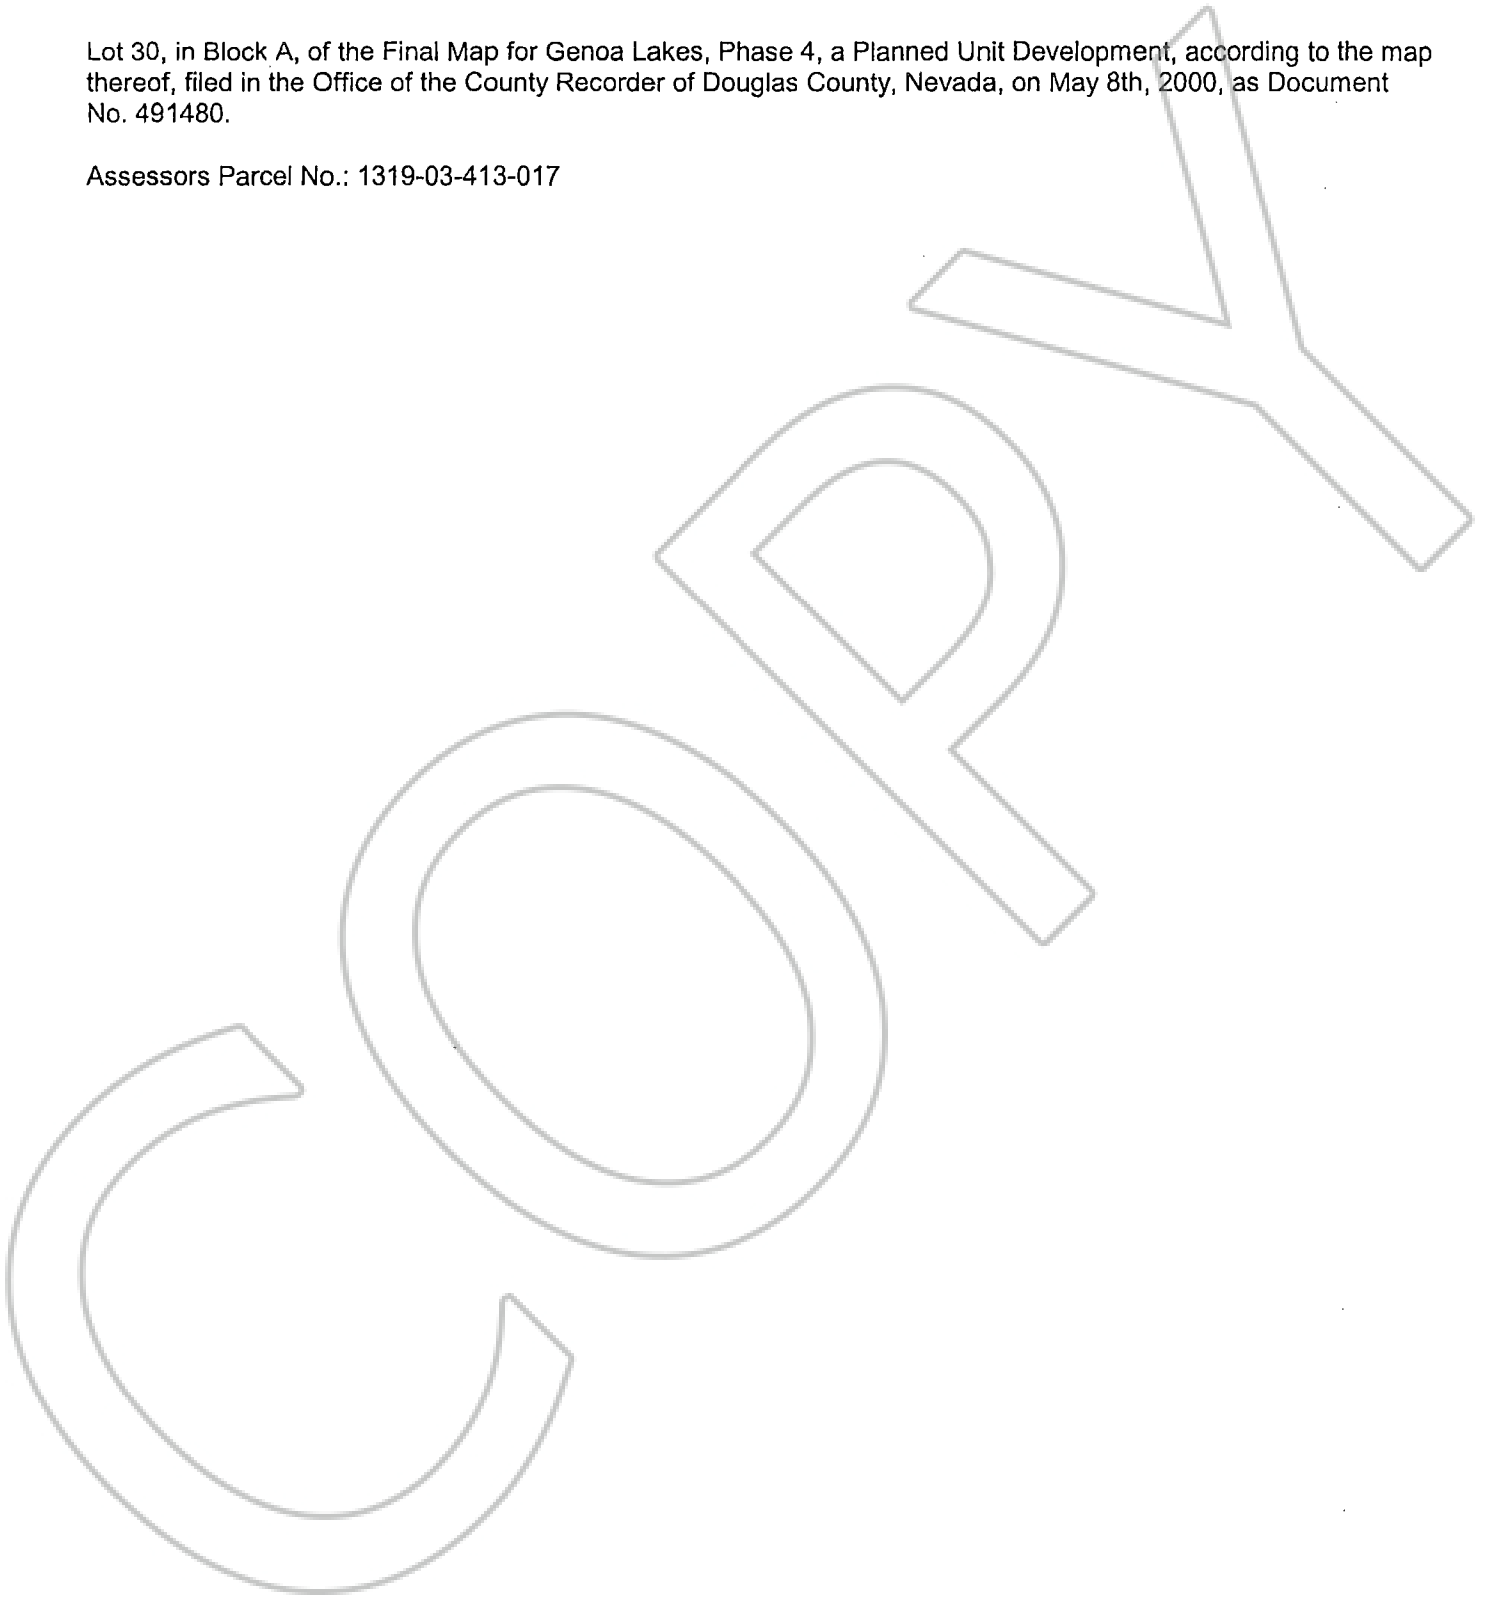 Lot 30, in Block A, of the Final Map for Genoa Lakes, Phase 4, a Planned Unit Development, according to the map
thereof, filed in the Office of the County Recorder of Douglas County, Nevada, on May 8th, 2000, as Document
No. 491480.
Assessors Parcel No.: 1319-03-413-017
COPY